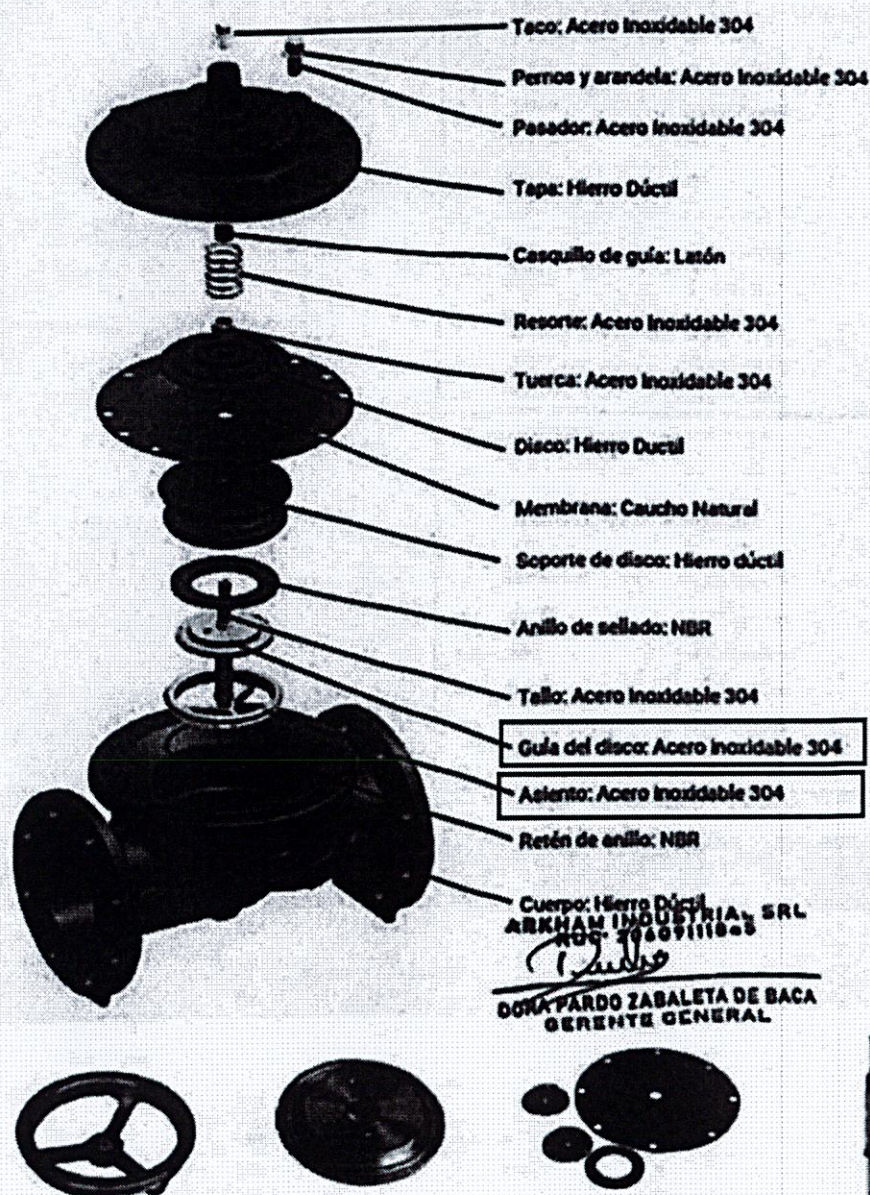 Taco: Acero Inoxidable 304
Pernos y arandela: Acero Inoxidable 304
Pasador: Acero Inoxidable 304
Tapa: Hierro Dúctil
Casquillo de guía: Latón
Resorte: Acero Inoxidable 304
Tuerca: Acero Inoxidable 304
Disco: Hierro Ductil
Membrana: Caucho Natural
Soporte de disco: Hierro dúctil
Anillo de sellado: NBR
Tallo: Acero Inoxidable 304
Guía del disco: Acero Inoxidable 304
Asiento: Acero Inoxidable 304
Retén de anillo: NBR
Cuerpo: Hierro Dúctil
ARKHAM INDUSTRIAL SRL
RUC
PARDO ZABALETA DE BACA
GERENTE GENERAL